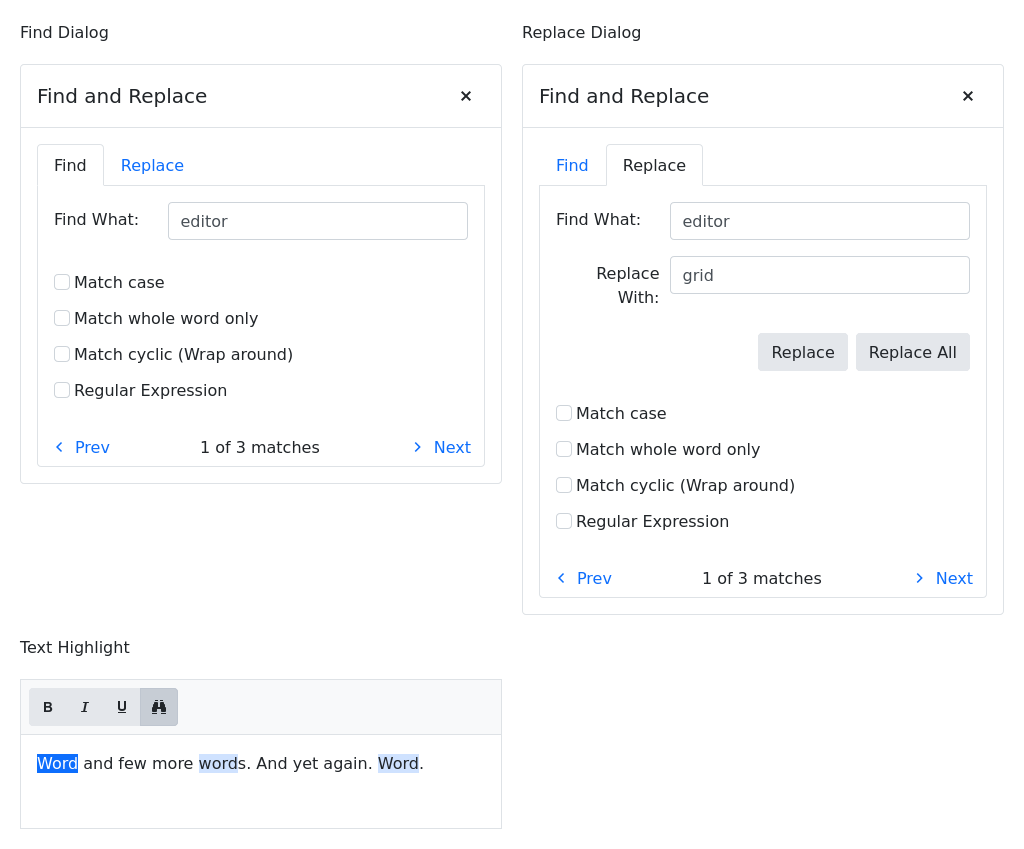 Find Dialog
Find and Replace
Find Replace
Find What: editor
Match case
Match whole word only
Match cyclic (Wrap around)
Regular Expression
Prev 1 of 3 matches Next
Replace Dialog
Find and Replace
Find Replace
Find What: editor
Replace With: grid
Replace Replace All
Match case
Match whole word only
Match cyclic (Wrap around)
Regular Expression
Prev 1 of 3 matches Next
Text Highlight
B I U
Word and few more words. And yet again. Word.